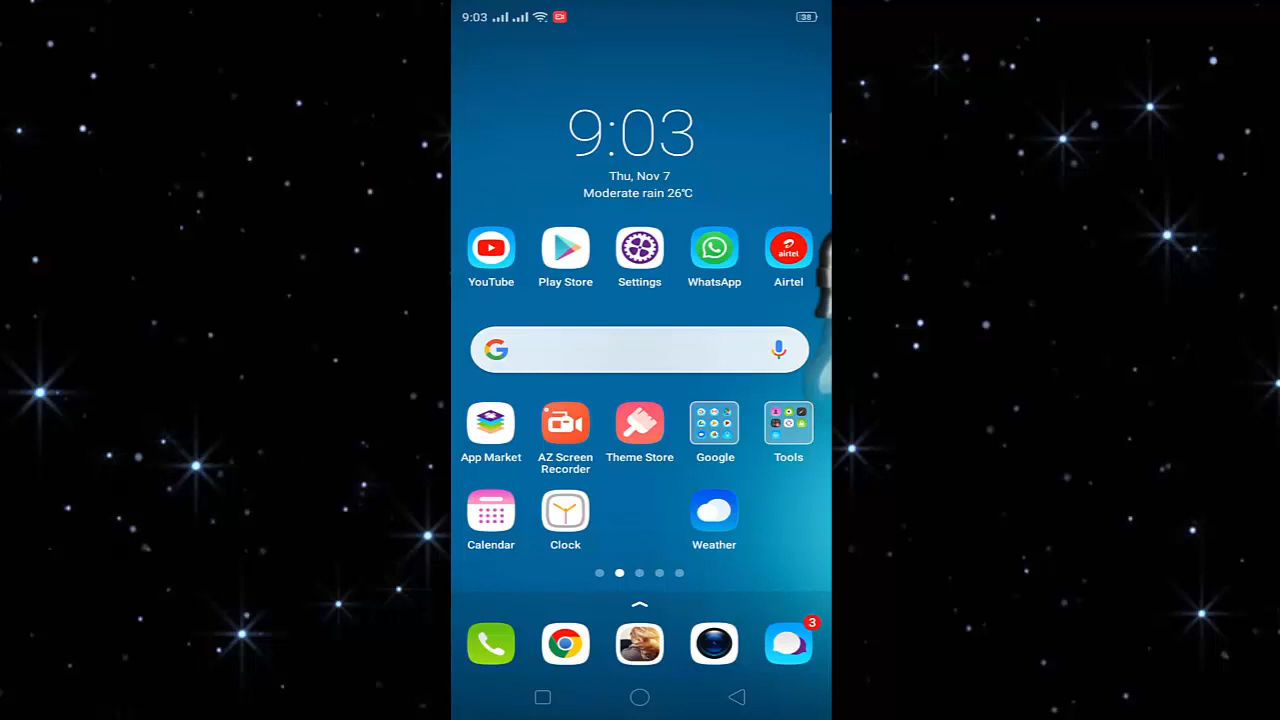 9:03
38
9:03
Thu, Nov 7
Moderate rain 26℃
airtel
YouTube Play Store Settings WhatsApp Airtel
App Market AZ Screen Recorder Theme Store Google Tools
Calendar Clock Weather
3